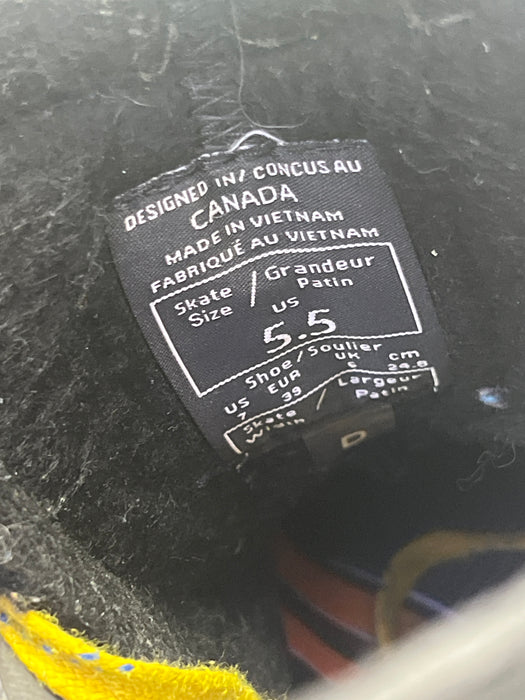 DESIGNED IN/ CONCUS AU
CANADA
MADE IN VIETNAM
FABRIQUÉ AU VIETNAM
Skate / Grandeur
Size Patin
US
5.5
Shoe / Soulier
US EUR UK cm
7 39 6 24.5
Skate / Largeur
Width Patin
D